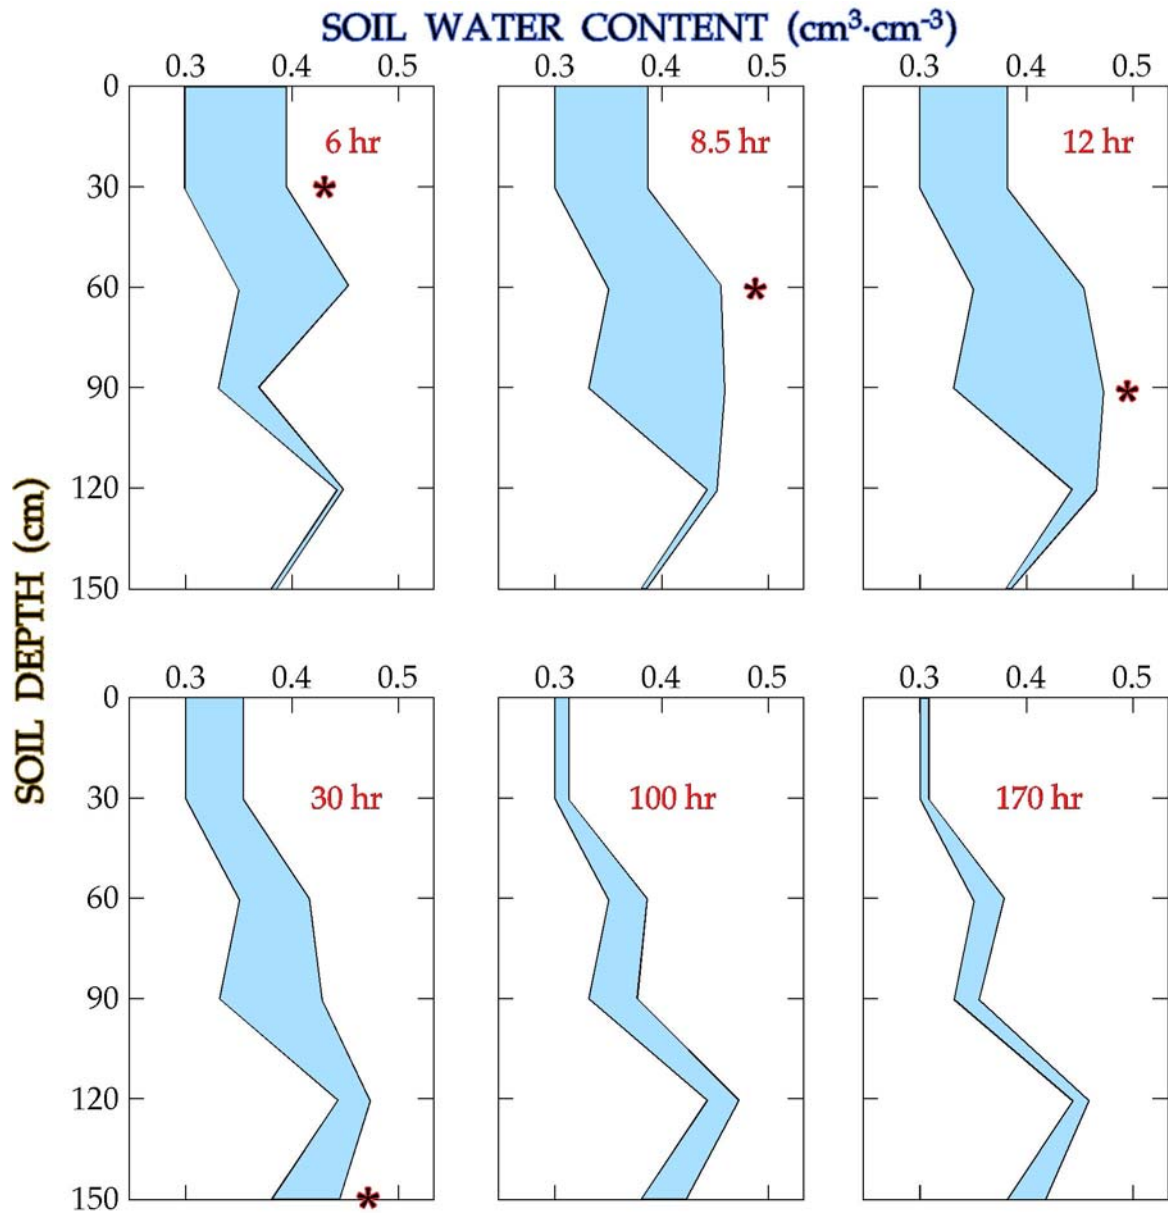 SOIL WATER CONTENT (cm³·cm⁻³)
0.3 0.4 0.5 0.3 0.4 0.5 0.3 0.4 0.5
0
6 hr 8.5 hr 12 hr
30 *
60 *
90 *
120
150
SOIL DEPTH (cm)
0.3 0.4 0.5 0.3 0.4 0.5 0.3 0.4 0.5
0
30 30 hr 100 hr 170 hr
60
90
120
150 *